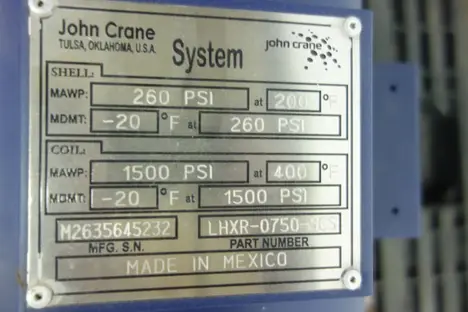 John Crane
TULSA, OKLAHOMA, U.S.A.
System
john crane
SHELL:
MAWP: 260 PSI at 200 °F
MDMT: -20 °F at 260 PSI
COIL:
MAWP: 1500 PSI at 400 °F
MDMT: -20 °F at 1500 PSI
M2635645232
MFG. S.N.
PART NUMBER
MADE IN MEXICO